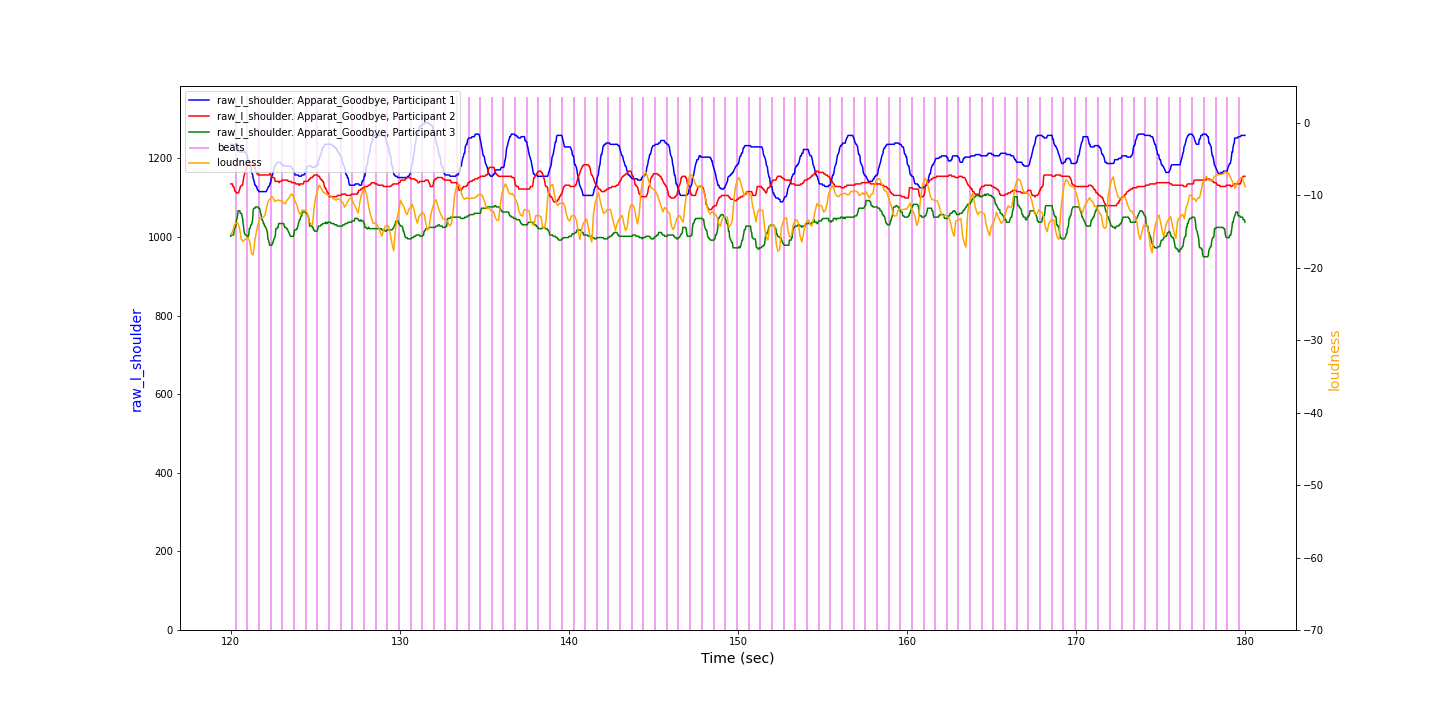 raw_l_shoulder. Apparat_Goodbye, Participant 1
raw_l_shoulder. Apparat_Goodbye, Participant 2
raw_l_shoulder. Apparat_Goodbye, Participant 3
beats
loudness
1200
1000
800
600
400
200
0
raw_l_shoulder
0
−10
−20
−30
−40
−50
−60
−70
loudness
120 130 140 150 160 170 180
Time (sec)